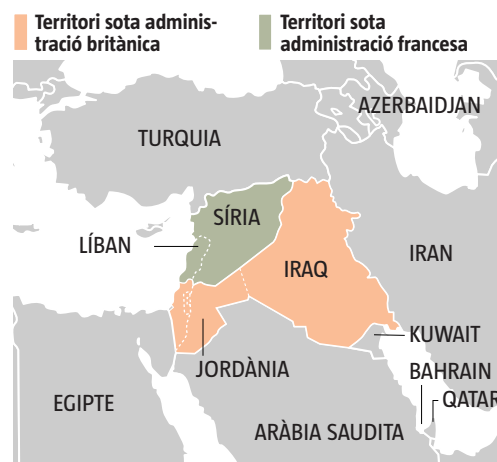 Territori sota adminis-
tració britànica
Territori sota
administració francesa
AZERBAIDJAN
TURQUIA
SÍRIA
LÍBAN
IRAQ
IRAN
KUWAIT
JORDÀNIA
BAHRAIN
QATAR
EGIPTE
ARÀBIA SAUDITA